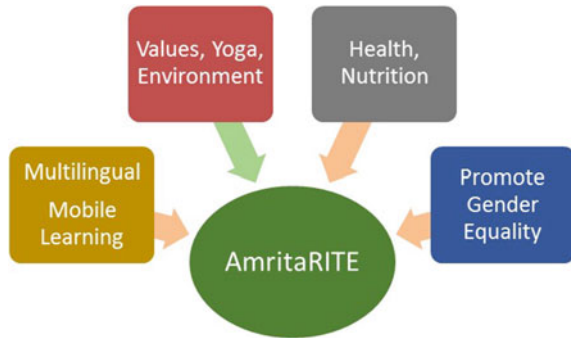 Values, Yoga,
Environment
Health,
Nutrition
Multilingual
Mobile
Learning
Promote
Gender
Equality
AmritaRITE